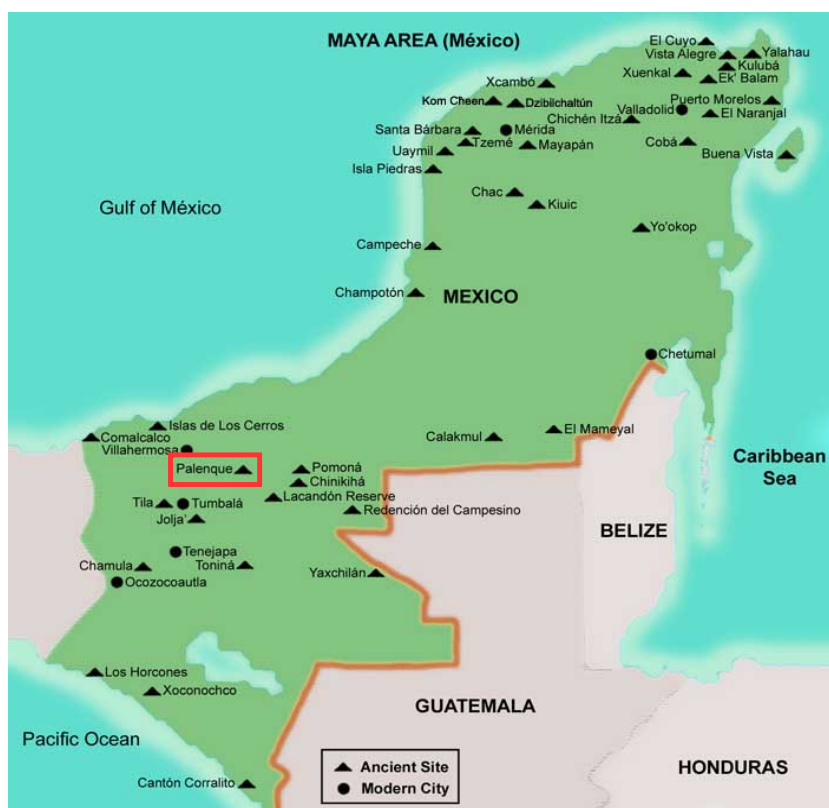 MAYA AREA (México)
El Cuyo
Vista Alegre
Yalahau
Kulubá
Xuenkal
Ek' Balam
Xcambó
Kom Cheen
Dzibilchaltún
Valladolid
Puerto Morelos
El Naranjal
Chichén Itzá
Santa Bárbara
Mérida
Tzemé
Mayapán
Cobá
Uaymil
Buena Vista
Isla Piedras
Chac
Kiuic
Gulf of México
Yo'okop
Campeche
Champotón
MEXICO
Chetumal
Islas de Los Cerros
El Mameyal
Comalcalco
Calakmul
Villahermosa
Caribbean
Sea
Palenque
Pomoná
Chinikihá
Lacandón Reserve
Tila
Tumbalá
Redención del Campesino
Jolja'
BELIZE
Tenejapa
Chamula
Toniná
Yaxchilán
Ocozocoautla
Los Horcones
Xoconochco
GUATEMALA
Pacific Ocean
Ancient Site
HONDURAS
Cantón Corralito
Modern City